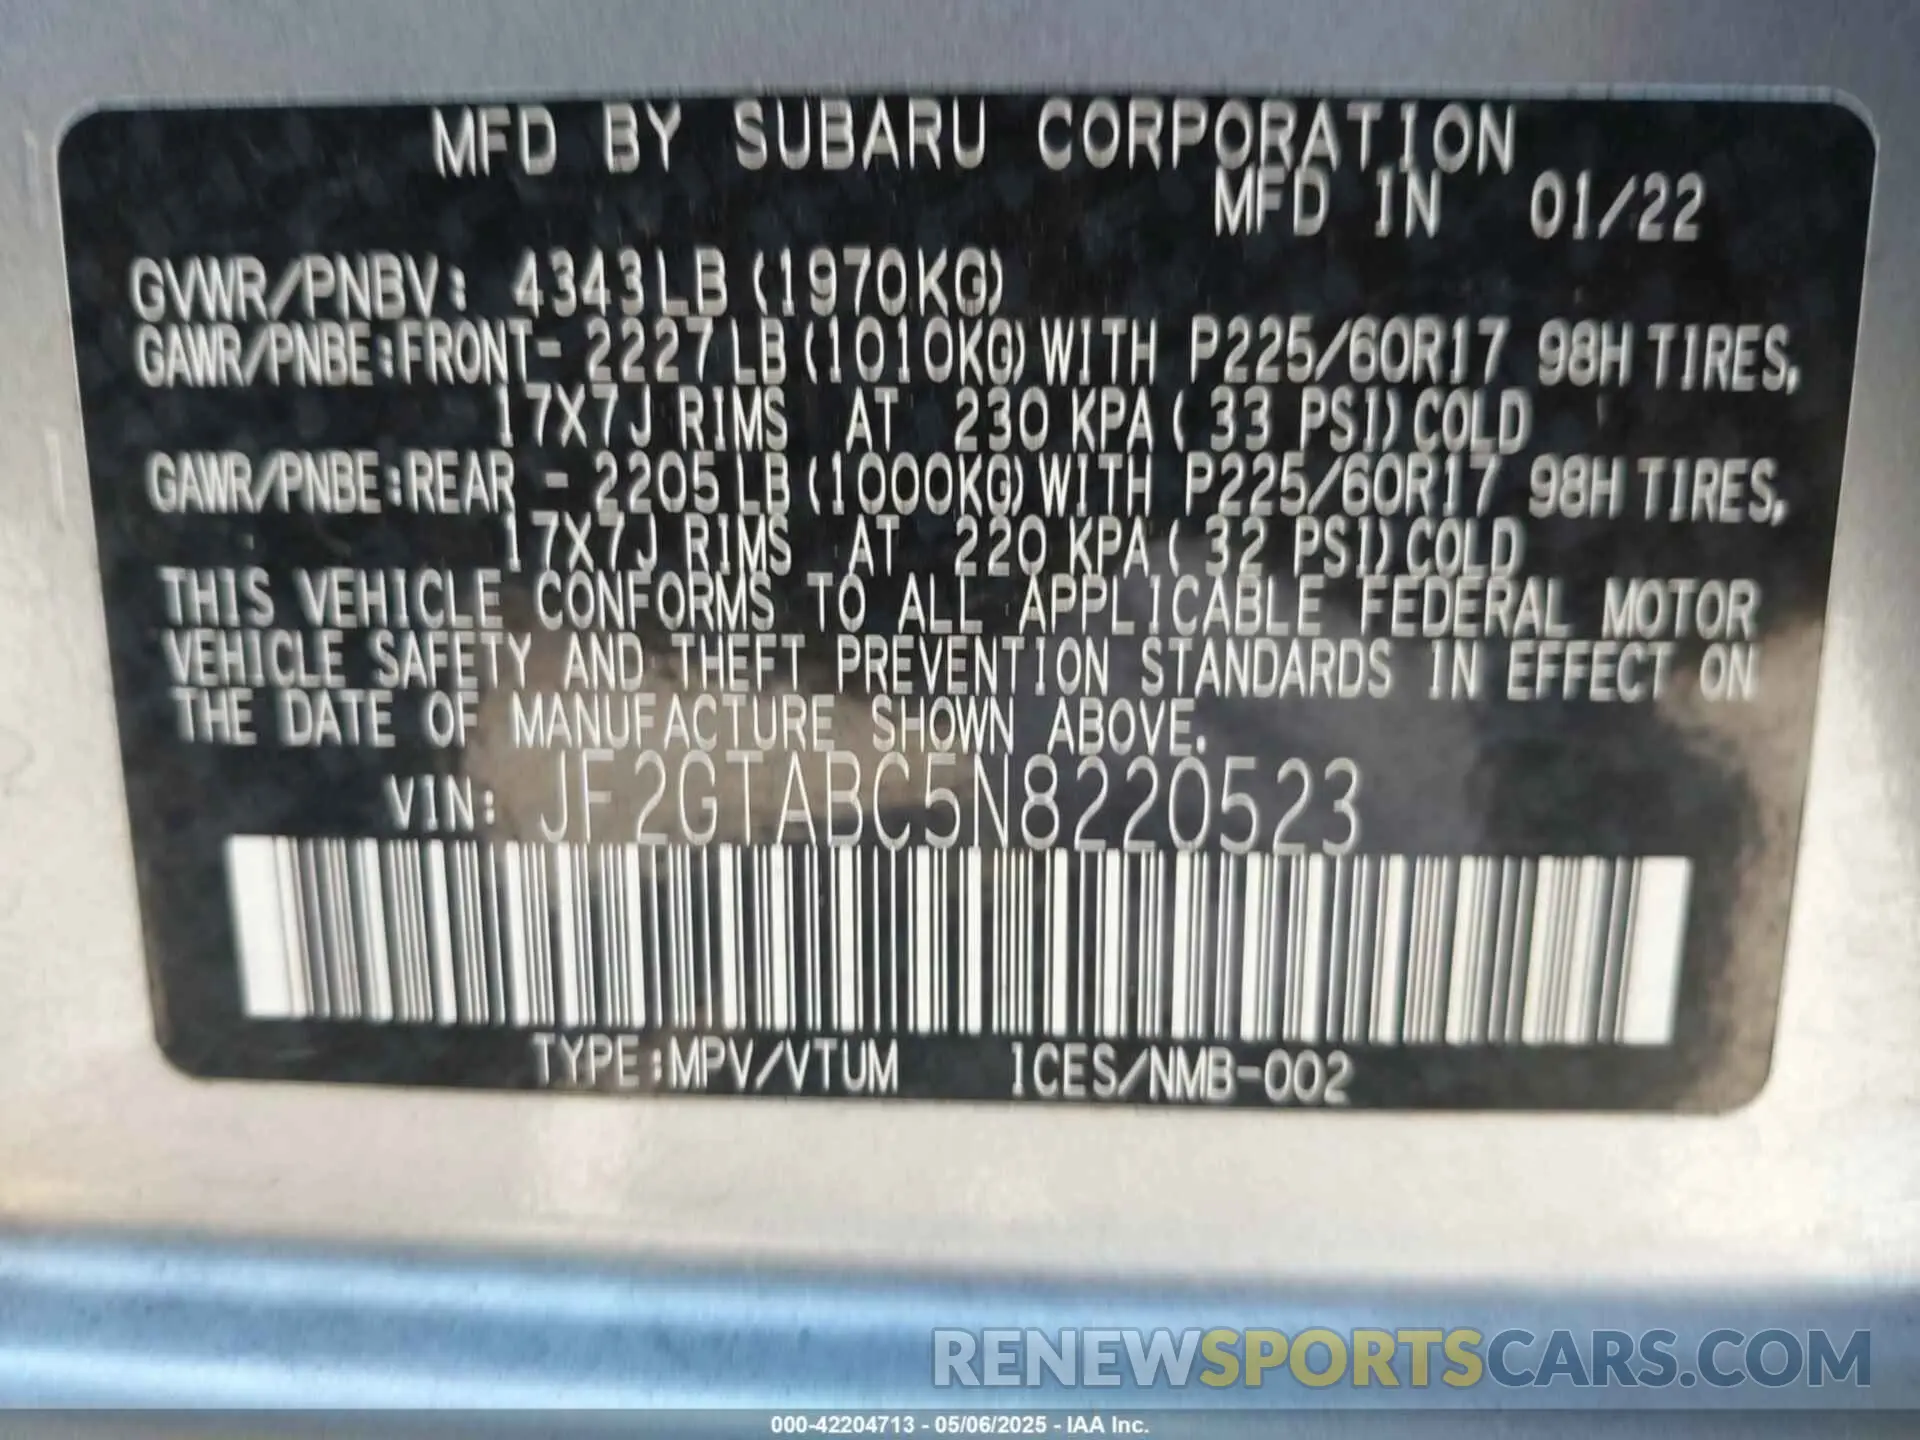 MFD BY SUBARU CORPORATION
MFD IN 01/22
GVWR/PNBV: 4343LB (1970KG)
GAWR/PNBE:FRONT- 2227LB(1010KG)WITH P225/60R17 98H TIRES,
17X7J RIMS AT 230 KPA( 33 PSI)COLD
GAWR/PNBE:REAR - 2205LB(1000KG)WITH P225/60R17 98H TIRES,
17X7J RIMS AT 220 KPA( 32 PSI)COLD
THIS VEHICLE CONFORMS TO ALL APPLICABLE FEDERAL MOTOR
VEHICLE SAFETY AND THEFT PREVENTION STANDARDS IN EFFECT ON
THE DATE OF MANUFACTURE SHOWN ABOVE.
VIN: JF2GTABC5N8220523
TYPE:MPV/VTUM ICES/NMB-002
RENEWSPORTSCARS.COM
000-42204713 - 05/06/2025 - IAA Inc.